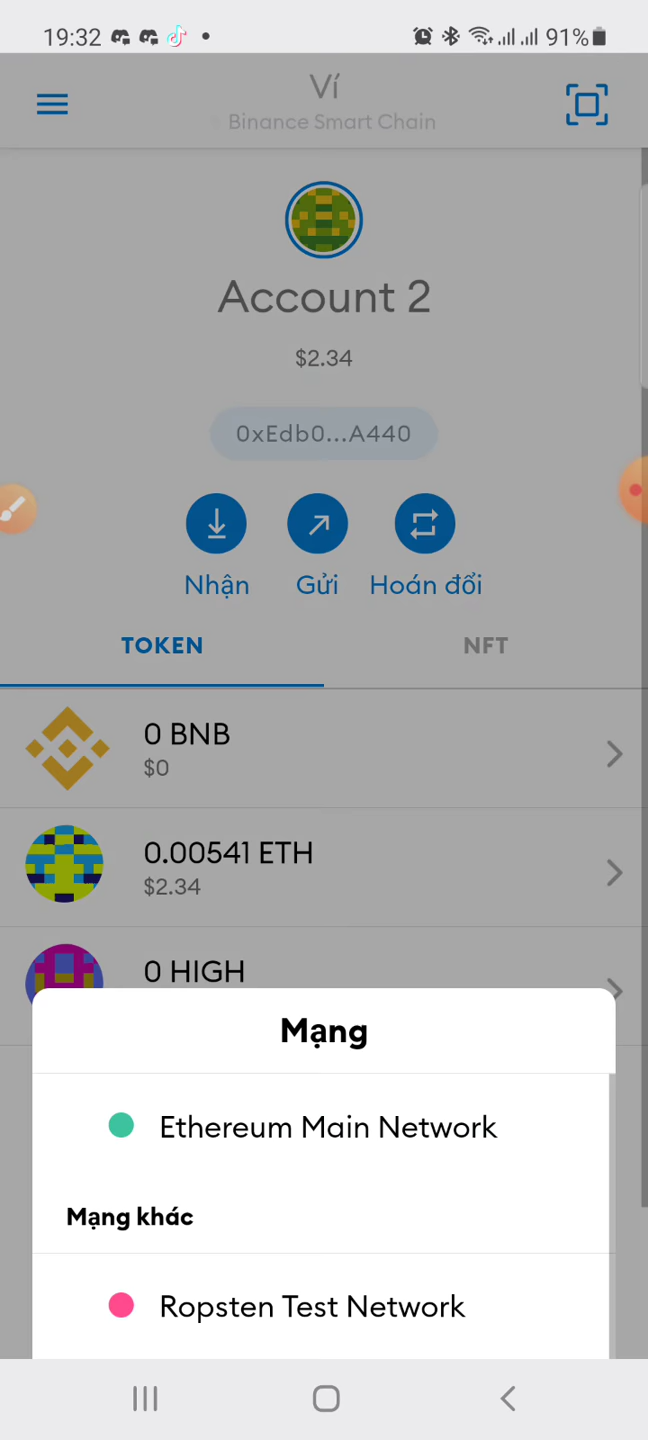 19:32
91%
Ví
Binance Smart Chain
Account 2
$2.34
0xEdb0...A440
Nhận Gửi Hoán đổi
TOKEN NFT
0 BNB
$0
0.00541 ETH
$2.34
0 HIGH
Mạng
Ethereum Main Network
Mạng khác
Ropsten Test Network